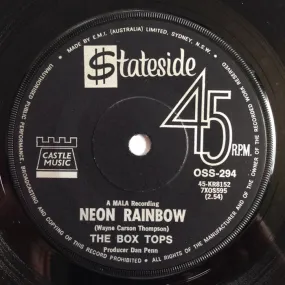 MADE BY E.M.I. (AUSTRALIA) LIMITED, SYDNEY, N.S.W.
$tateside
45 R.P.M.
OSS-294
45-KR8152
7XOS595
(2.54)
CASTLE
MUSIC
A MALA Recording
NEON RAINBOW
(Wayne Carson Thompson)
THE BOX TOPS
Producer Dan Penn
UNAUTHORISED PUBLIC PERFORMANCE, BROADCASTING AND COPYING OF THIS RECORD PROHIBITED • ALL RIGHTS OF THE MANUFACTURER AND OF THE OWNER OF THE RECORDED WORK RESERVED